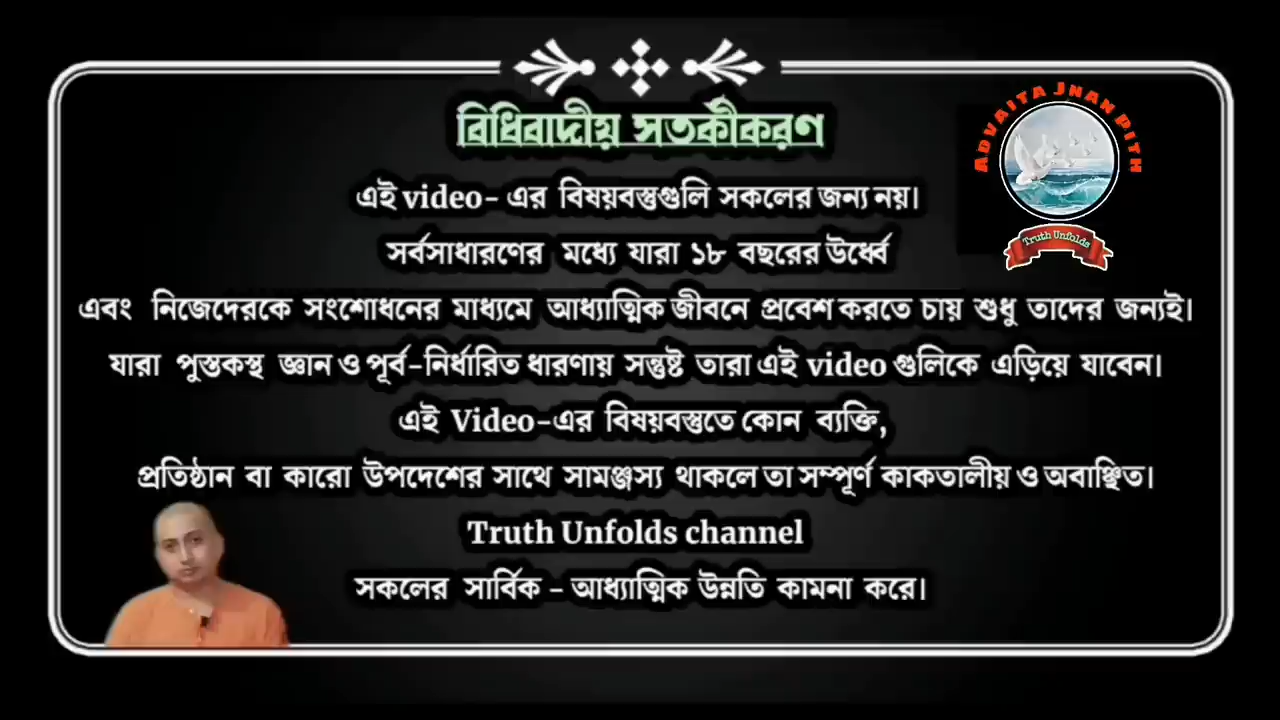 বিধিবাদীয় সতর্কীকরণ
ADVAITA JNAN PITH
Truth Unfolds
এই video- এর বিষয়বস্তুগুলি সকলের জন্য নয়।
সর্বসাধারণের মধ্যে যারা ১৮ বছরের উর্ধ্বে
এবং নিজেদেরকে সংশোধনের মাধ্যমে আধ্যাত্মিক জীবনে প্রবেশ করতে চায় শুধু তাদের জন্যই।
যারা পুস্তকস্থ জ্ঞান ও পূর্ব-নির্ধারিত ধারণায় সন্তুষ্ট তারা এই video গুলিকে এড়িয়ে যাবেন।
এই Video-এর বিষয়বস্তুতে কোন ব্যক্তি,
প্রতিষ্ঠান বা কারো উপদেশের সাথে সামঞ্জস্য থাকলে তা সম্পূর্ণ কাকতালীয় ও অবাঞ্ছিত।
Truth Unfolds channel
সকলের সার্বিক - আধ্যাত্মিক উন্নতি কামনা করে।